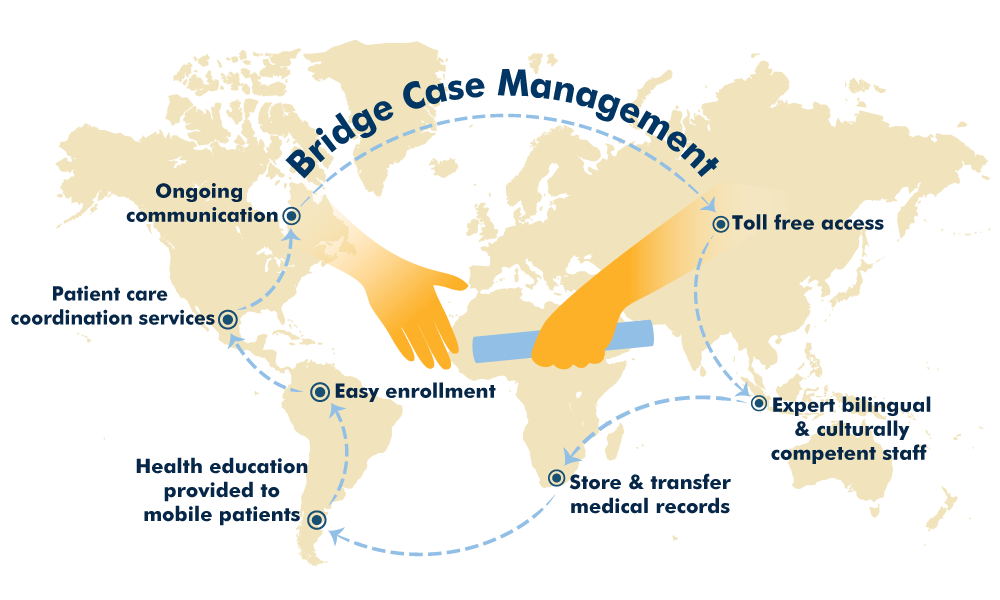 Bridge Case Management
Ongoing
communication
Toll free access
Patient care
coordination services
Easy enrollment
Expert bilingual
& culturally
competent staff
Health education
provided to
mobile patients
Store & transfer
medical records